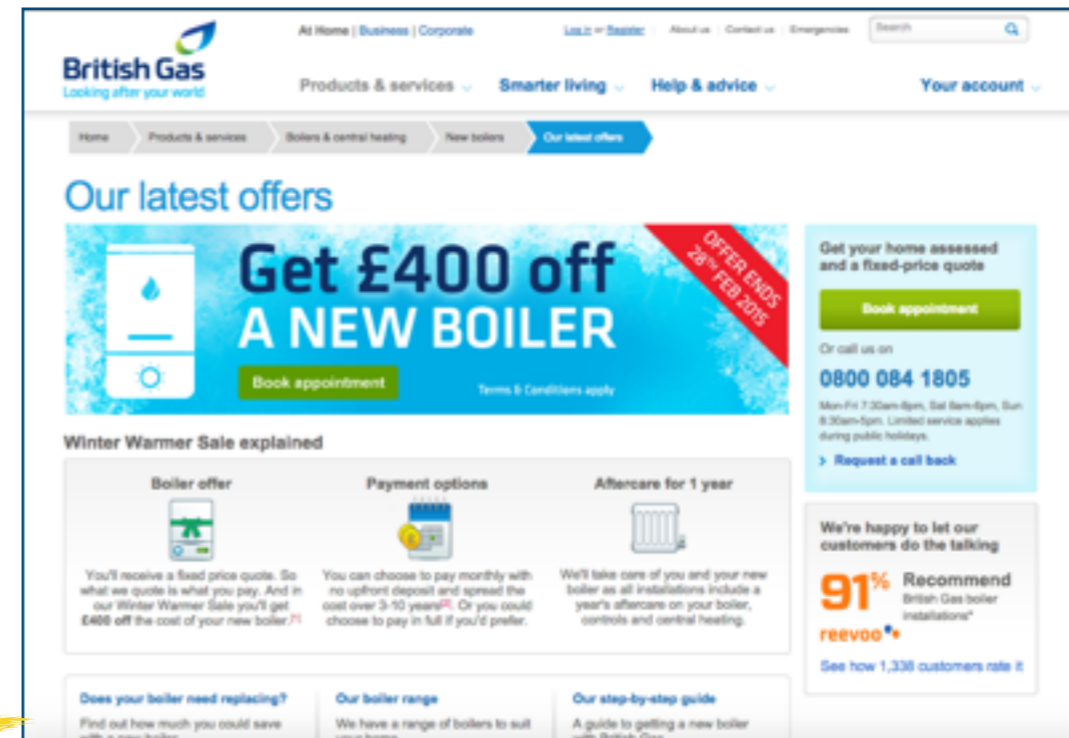 British Gas
Looking after your world
At Home | Business | Corporate
Log in or Register | About us | Contact us | Emergencies
Search
Products & services
Smarter living
Help & advice
Your account
Home
Products & services
Boilers & central heating
New boilers
Our latest offers
Our latest offers
Get £400 off
A NEW BOILER
Book appointment
Terms & Conditions apply
OFFER ENDS
28TH FEB 2015
Get your home assessed
and a fixed-price quote
Book appointment
Or call us on
0800 084 1805
Mon-Fri 7:30am-8pm, Sat 8am-6pm, Sun
8:30am-5pm. Limited service applies
during public holidays.
Request a call back
Winter Warmer Sale explained
Boiler offer
You'll receive a fixed price quote. So
what we quote is what you pay. And in
our Winter Warmer Sale you'll get
£400 off the cost of your new boiler.[1]
Payment options
You can choose to pay monthly with
no upfront deposit and spread the
cost over 3-10 years[2]. Or you could
choose to pay in full if you'd prefer.
Aftercare for 1 year
We'll take care of you and your new
boiler as all installations include a
year's aftercare on your boiler,
controls and central heating.
We're happy to let our
customers do the talking
91% Recommend
British Gas boiler
installations*
reevoo
See how 1,338 customers rate it
Does your boiler need replacing?
Find out how much you could save
with a new boiler
Our boiler range
We have a range of boilers to suit
your home
Our step-by-step guide
A guide to getting a new boiler
with British Gas